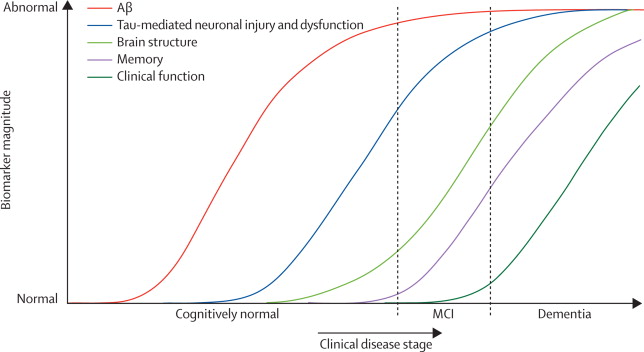 Abnormal
Aβ
Tau-mediated neuronal injury and dysfunction
Brain structure
Memory
Clinical function
Biomarker magnitude
Normal
Cognitively normal
MCI
Dementia
Clinical disease stage